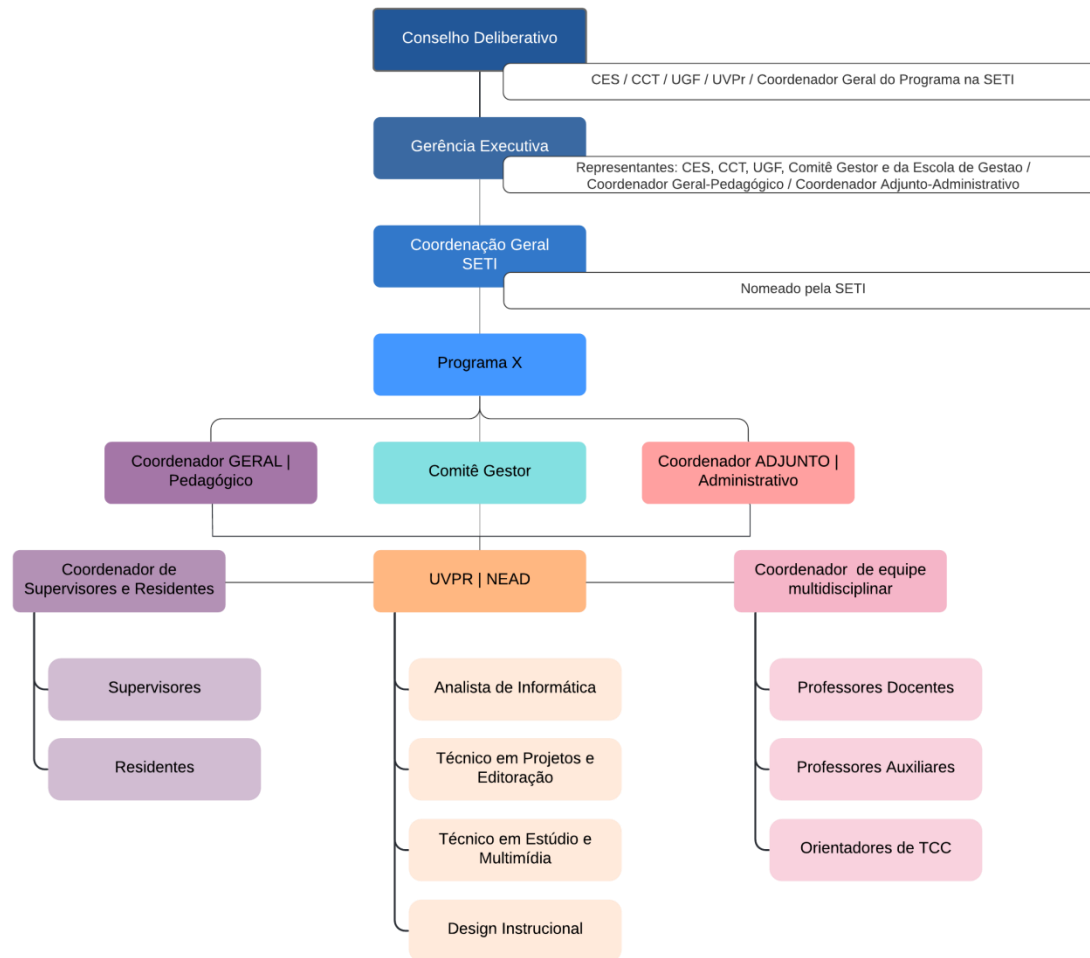 Conselho Deliberativo
CES / CCT / UGF / UVPr / Coordenador Geral do Programa na SETI
Gerência Executiva
Representantes: CES, CCT, UGF, Comitê Gestor e da Escola de Gestao /
Coordenador Geral-Pedagógico / Coordenador Adjunto-Administrativo
Coordenação Geral
SETI
Nomeado pela SETI
Programa X
Coordenador GERAL |
Pedagógico
Comitê Gestor
Coordenador ADJUNTO |
Administrativo
Coordenador de
Supervisores e Residentes
UVPR | NEAD
Coordenador de equipe
multidisciplinar
Supervisores
Residentes
Analista de Informática
Técnico em Projetos e
Editoração
Técnico em Estúdio e
Multimídia
Design Instrucional
Professores Docentes
Professores Auxiliares
Orientadores de TCC